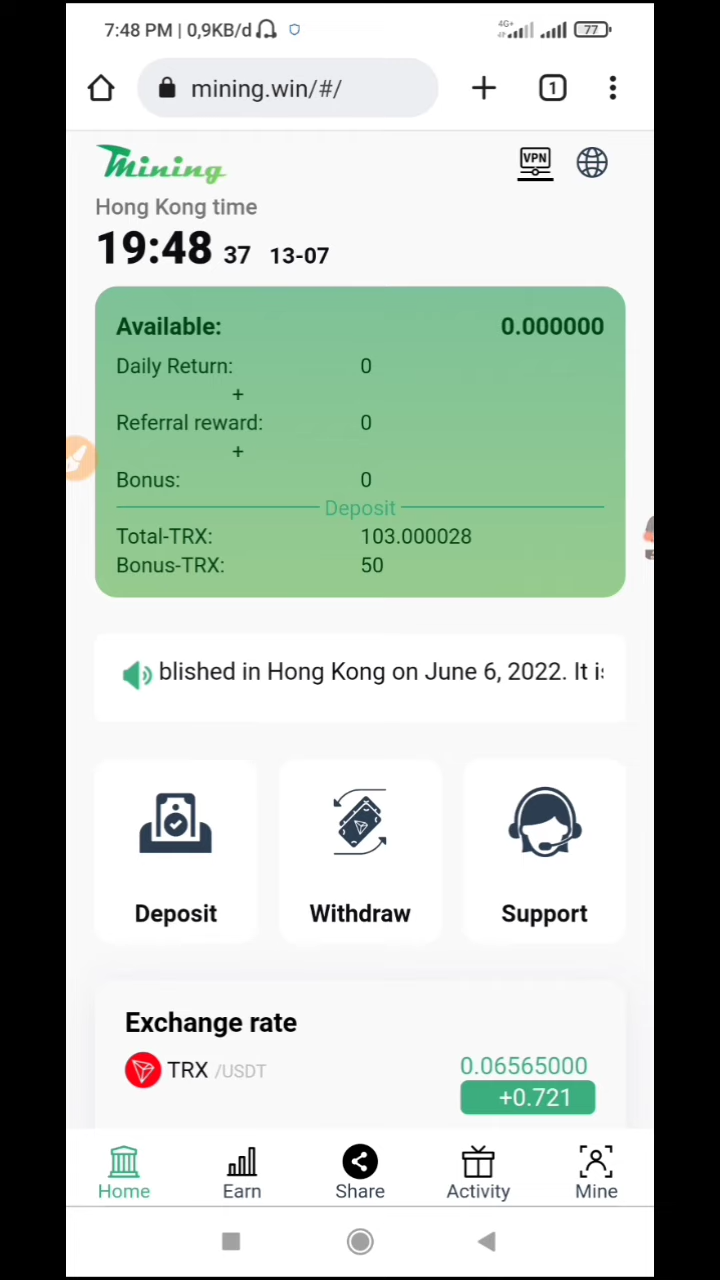 7:48 PM | 0,9KB/d
4G+
77
mining.win/#/
1
Tmining
VPN
Hong Kong time
19:48 37 13-07
Available: 0.000000
Daily Return: 0
+
Referral reward: 0
+
Bonus: 0
Deposit
Total-TRX: 103.000028
Bonus-TRX: 50
blished in Hong Kong on June 6, 2022. It i
Deposit Withdraw Support
Exchange rate
TRX /USDT 0.06565000
+0.721
Home Earn Share Activity Mine